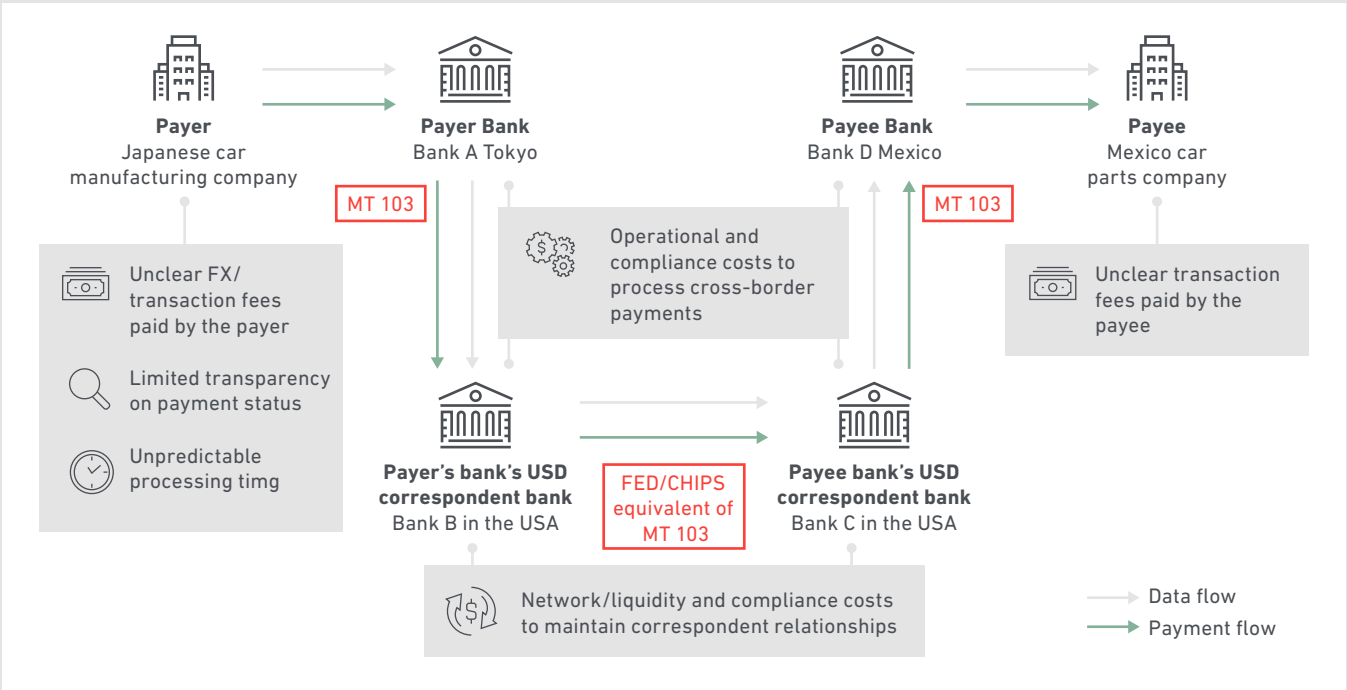 Payer
Japanese car
manufacturing company
Payer Bank
Bank A Tokyo
Payee Bank
Bank D Mexico
Payee
Mexico car
parts company
MT 103
MT 103
Unclear FX/
transaction fees
paid by the payer
Limited transparency
on payment status
Unpredictable
processing timg
$
Operational and
compliance costs to
process cross-border
payments
Unclear transaction
fees paid by the
payee
Payer’s bank’s USD
correspondent bank
Bank B in the USA
FED/CHIPS
equivalent of
MT 103
Payee bank’s USD
correspondent bank
Bank C in the USA
$
Network/liquidity and compliance costs
to maintain correspondent relationships
Data flow
Payment flow